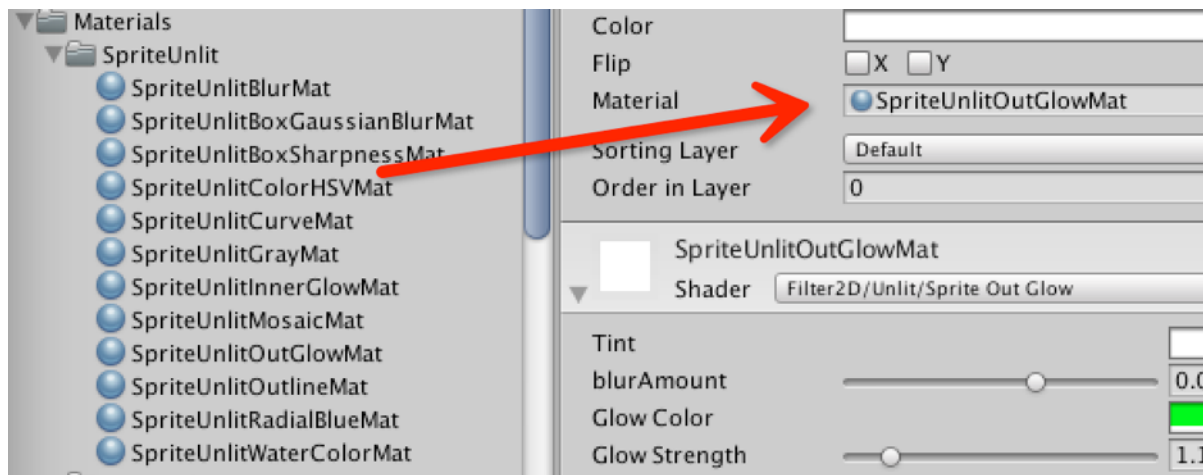 Materials
SpriteUnlit
SpriteUnlitBlurMat
SpriteUnlitBoxGaussianBlurMat
SpriteUnlitBoxSharpnessMat
SpriteUnlitColorHSVMat
SpriteUnlitCurveMat
SpriteUnlitGrayMat
SpriteUnlitInnerGlowMat
SpriteUnlitMosaicMat
SpriteUnlitOutGlowMat
SpriteUnlitOutlineMat
SpriteUnlitRadialBlueMat
SpriteUnlitWaterColorMat
Color
Flip X Y
Material SpriteUnlitOutGlowMat
Sorting Layer Default
Order in Layer 0
SpriteUnlitOutGlowMat
Shader Filter2D/Unlit/Sprite Out Glow
Tint
blurAmount
Glow Color
Glow Strength